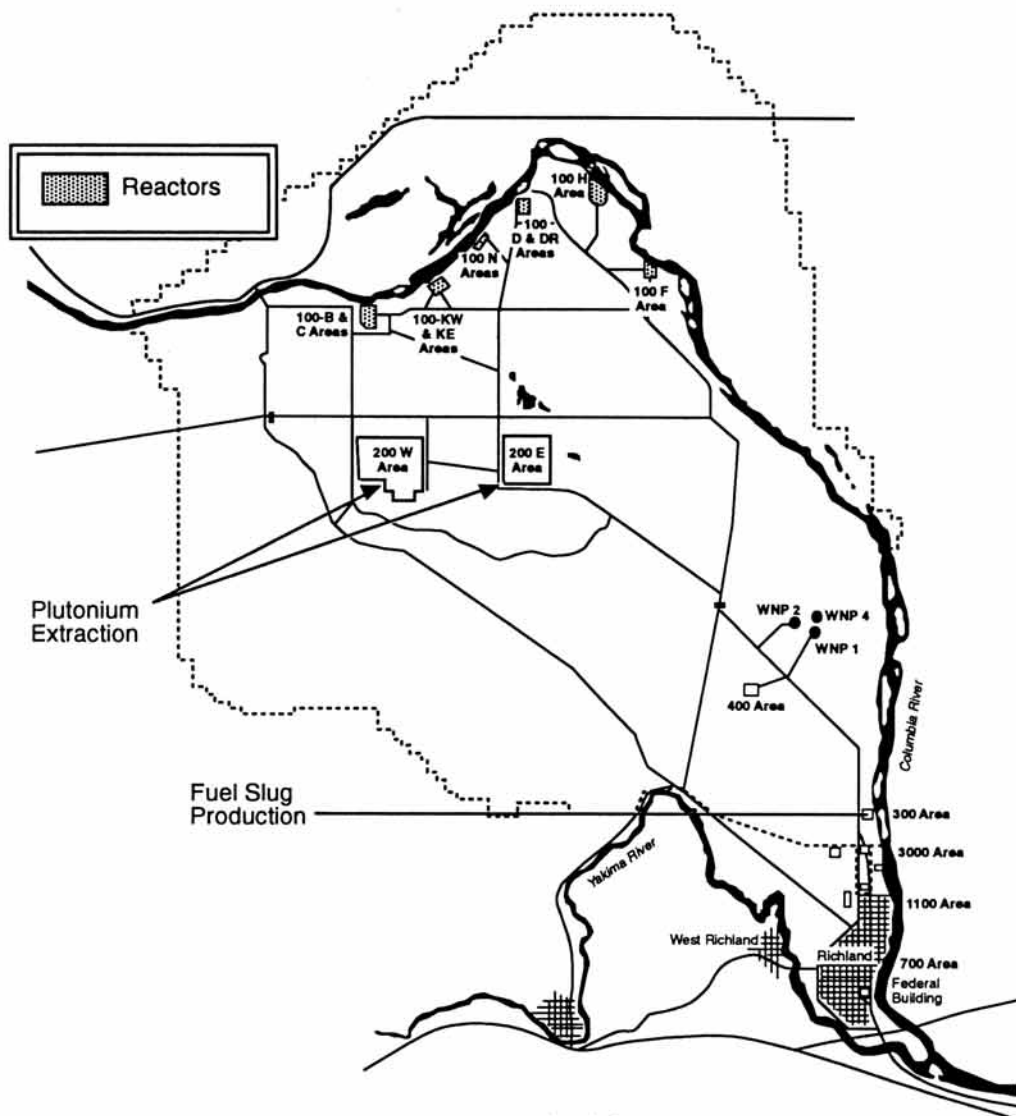 Reactors
100 H
Area
100 -
D & DR
Areas
100 N
Areas
100 F
Area
100-B &
C Areas
100-KW
& KE
Areas
200 W
Area
200 E
Area
Plutonium
Extraction
WNP 2
WNP 4
WNP 1
400 Area
Columbia River
Fuel Slug
Production
300 Area
3000 Area
Yakima River
1100 Area
West Richland
Richland
700 Area
Federal
Building